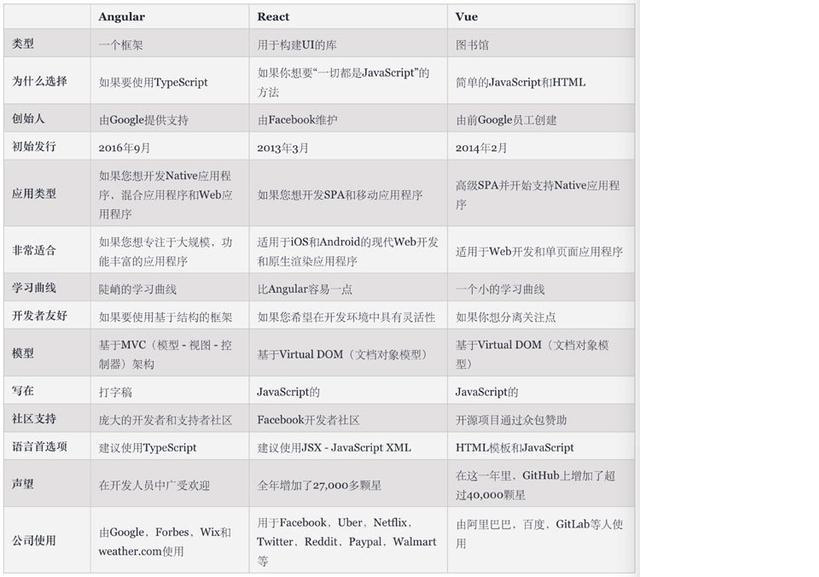 Angular React Vue
类型 一个框架 用于构建UI的库 图书馆
为什么选择 如果要使用TypeScript 如果你想要“一切都是JavaScript”的
方法 简单的JavaScript和HTML
创始人 由Google提供支持 由Facebook维护 由前Google员工创建
初始发行 2016年9月 2013年3月 2014年2月
应用类型 如果您想开发Native应用程
序，混合应用程序和Web应
用程序 如果您想开发SPA和移动应用程序 高级SPA并开始支持Native应用程
序
非常适合 如果您想专注于大规模，功
能丰富的应用程序 适用于iOS和Android的现代Web开发
和原生渲染应用程序 适用于Web开发和单页面应用程序
学习曲线 陡峭的学习曲线 比Angular容易一点 一个小的学习曲线
开发者友好 如果要使用基于结构的框架 如果您希望在开发环境中具有灵活性 如果你想分离关注点
模型 基于MVC（模型 - 视图 - 控
制器）架构 基于Virtual DOM（文档对象模型） 基于Virtual DOM（文档对象模
型）
写在 打字稿 JavaScript的 JavaScript的
社区支持 庞大的开发者和支持者社区 Facebook开发者社区 开源项目通过众包赞助
语言首选项 建议使用TypeScript 建议使用JSX - JavaScript XML HTML模板和JavaScript
声望 在开发人员中广受欢迎 全年增加了27,000多颗星 在这一年里，GitHub上增加了超
过40,000颗星
公司使用 由Google，Forbes，Wix和
weather.com使用 用于Facebook，Uber，Netflix，
Twitter，Reddit，Paypal，Walmart
等 由阿里巴巴，百度，GitLab等人使
用